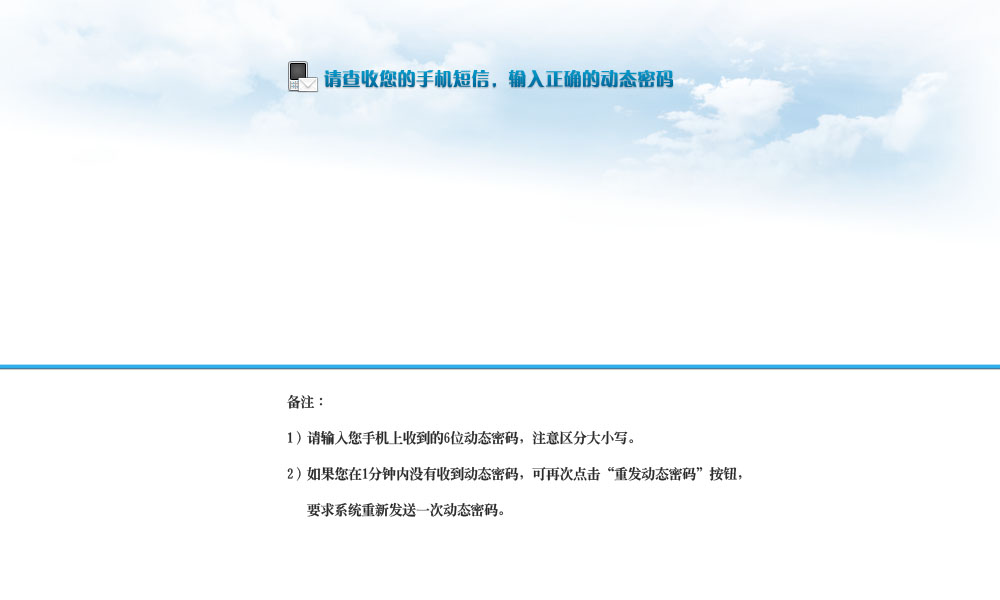 请查收您的手机短信，输入正确的动态密码
备注：
1）请输入您手机上收到的6位动态密码，注意区分大小写。
2）如果您在1分钟内没有收到动态密码，可再次点击“重发动态密码”按钮，
要求系统重新发送一次动态密码。